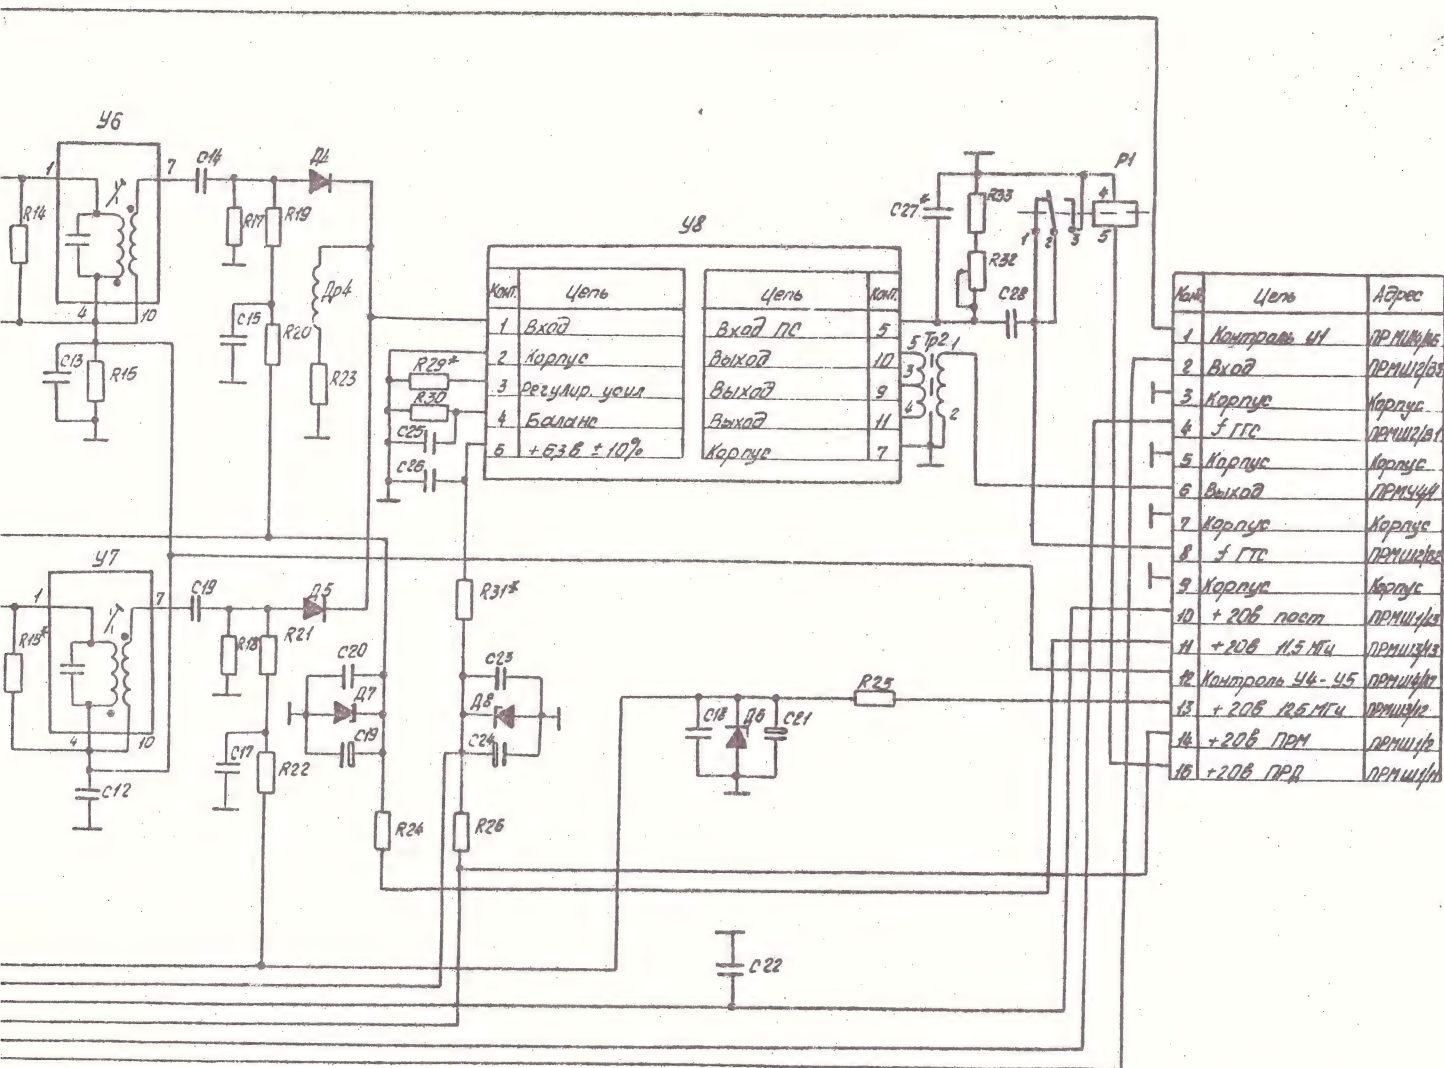 У6
1
7
С14
Д4
R14
R17
R19
4
10
Др4
С15
R20
С13
R15
R23
У8
Конт.
Цепь
Цепь
Конт.
1 Вход
Вход ПС 5
2 Корпус
Выход 10
3 Регулир. усил
Выход 9
4 Баланс
Выход 11
6 +6,3В ±10%
Корпус 7
R29*
R30
С25
С26
5 Тр2 1
3
4
2
С27*
R33
R32
С28
Р1
4
1 2 3 5
Цепь Адрес
1 Контроль У1
2 Вход
3 Корпус Корпус
4 f ГТС
5 Корпус Корпус
6 Выход
7 Корпус Корпус
8 f ГТС
9 Корпус Корпус
10 +20В пост
11 +20В 11,5 МГц
12 Контроль У4-У5
13 +20В 12,5 МГц
14 +20В ПРМ
15 +20В ПРД
У7
1
7
С19
Д5
R18
R21
4
10
С12
С17
R22
С20
Д7
С19
R24
R31*
С23
Д8
С24
R26
С18
Д6
С21
R25
С22